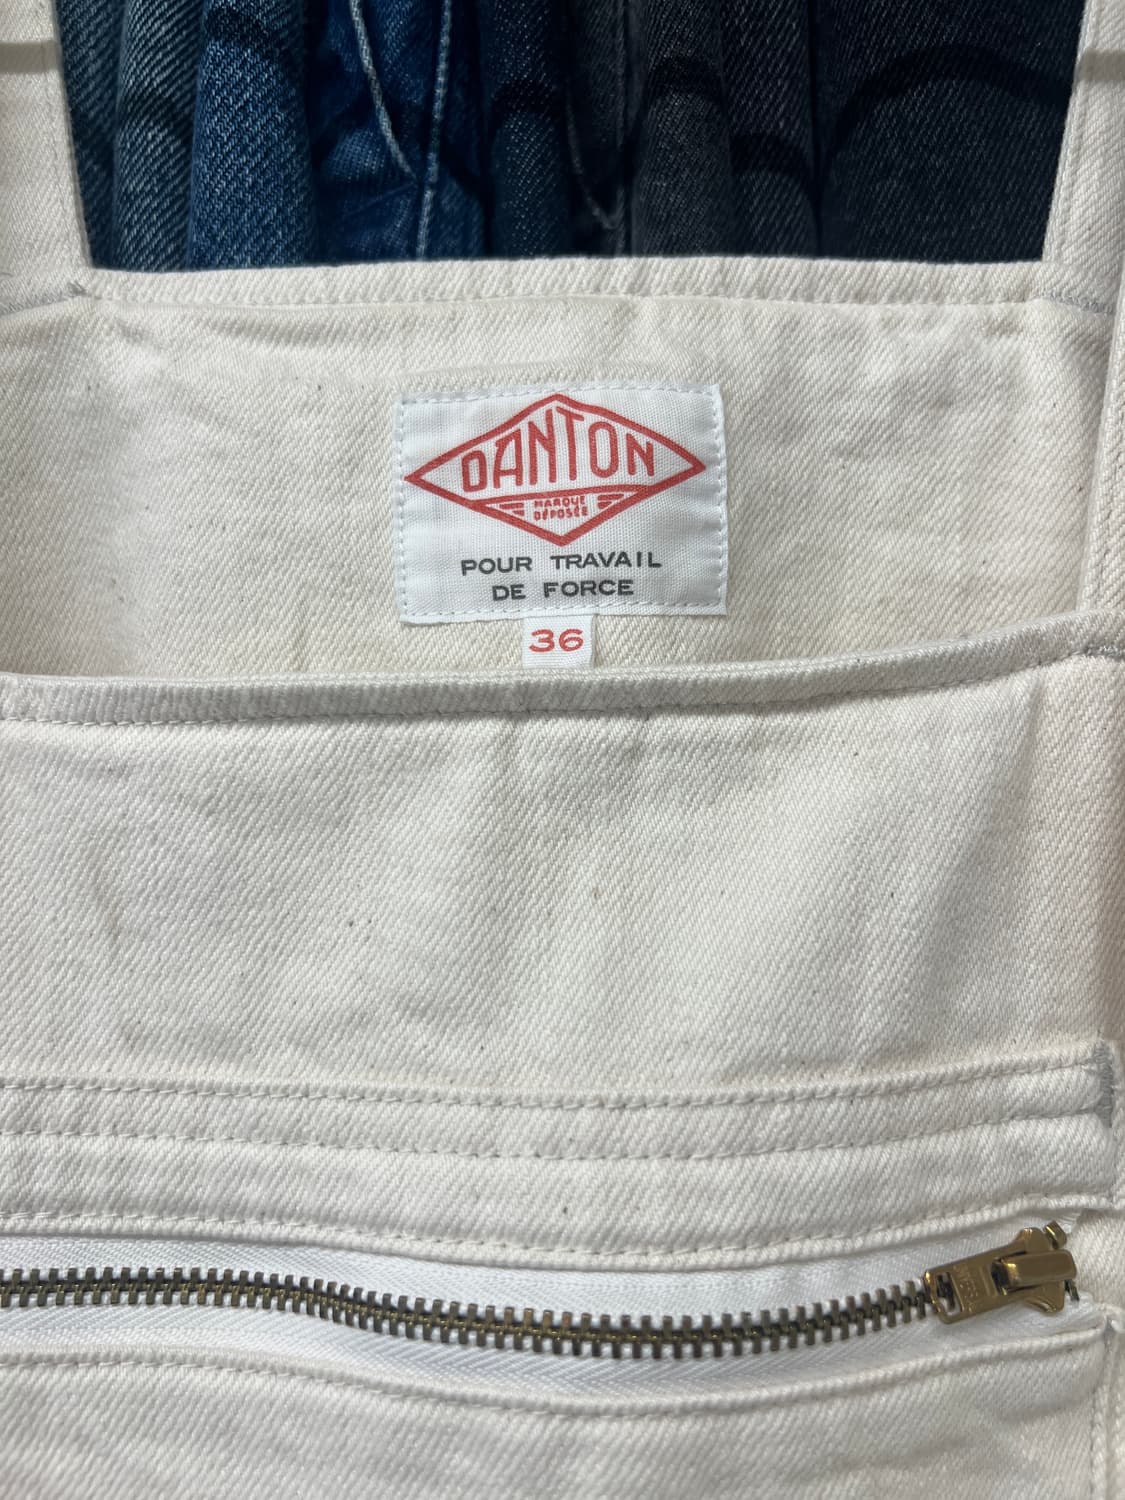 DANTON
MARQUE
DÉPOSÉE
POUR TRAVAIL
DE FORCE
36